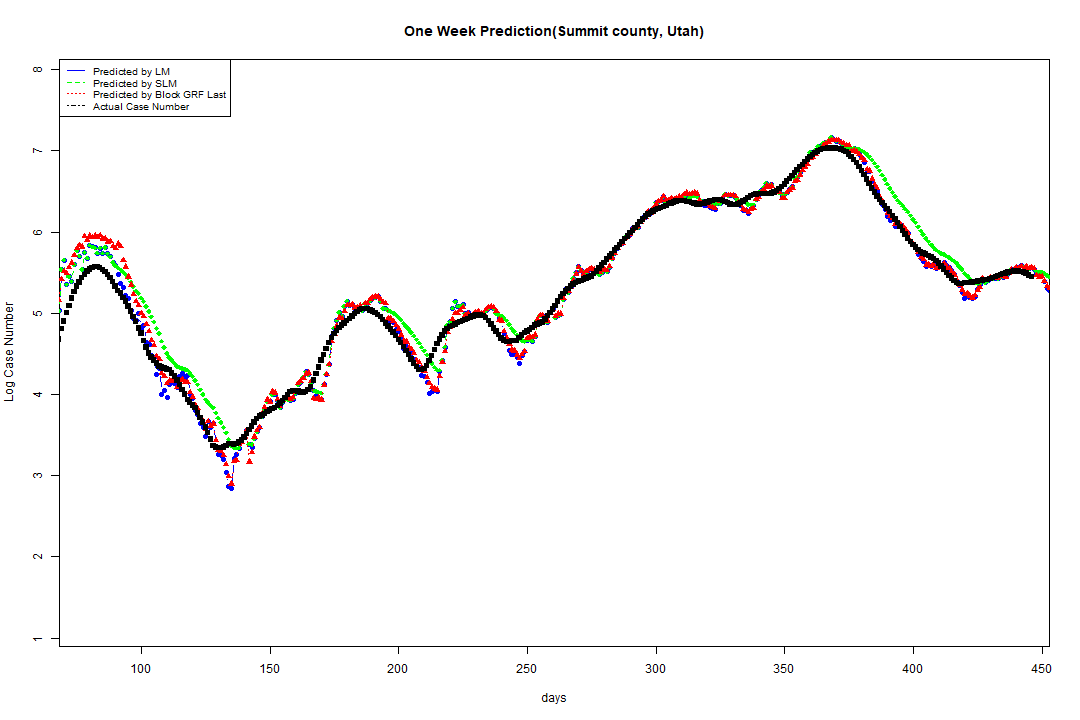 One Week Prediction(Summit county, Utah)
Predicted by LM
Predicted by SLM
Predicted by Block GRF Last
Actual Case Number
8
7
6
5
4
3
2
1
Log Case Number
100 150 200 250 300 350 400 450
days